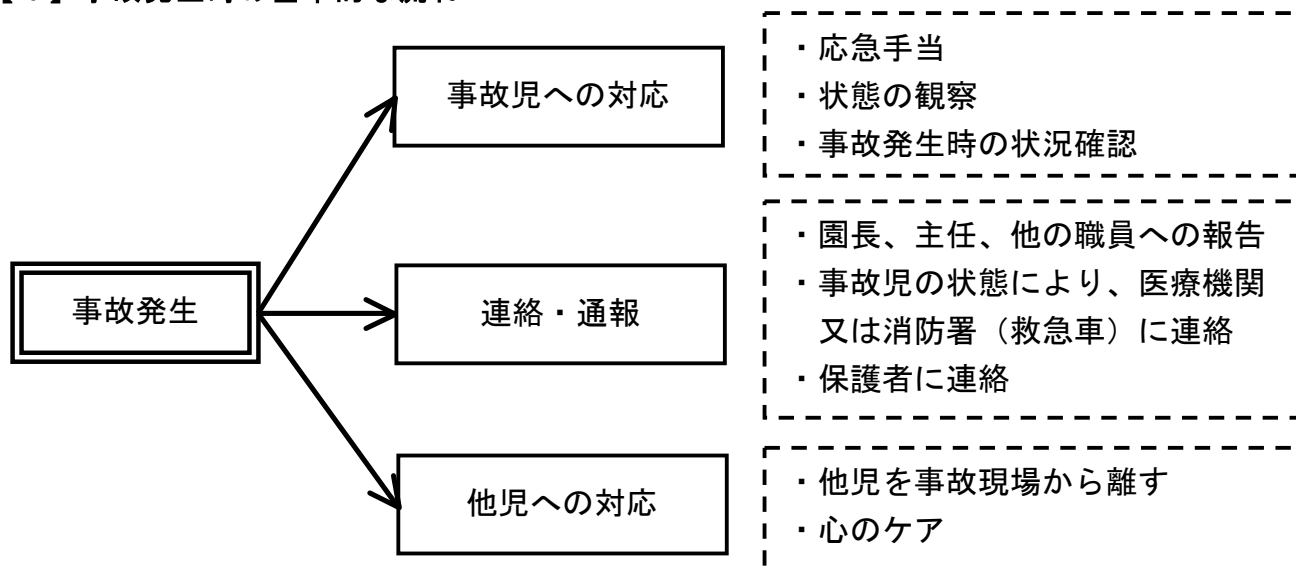 事故児への対応
・応急手当
・状態の観察
・事故発生時の状況確認
事故発生
連絡・通報
・園長、主任、他の職員への報告
・事故児の状態により、医療機関
又は消防署（救急車）に連絡
・保護者に連絡
他児への対応
・他児を事故現場から離す
・心のケア